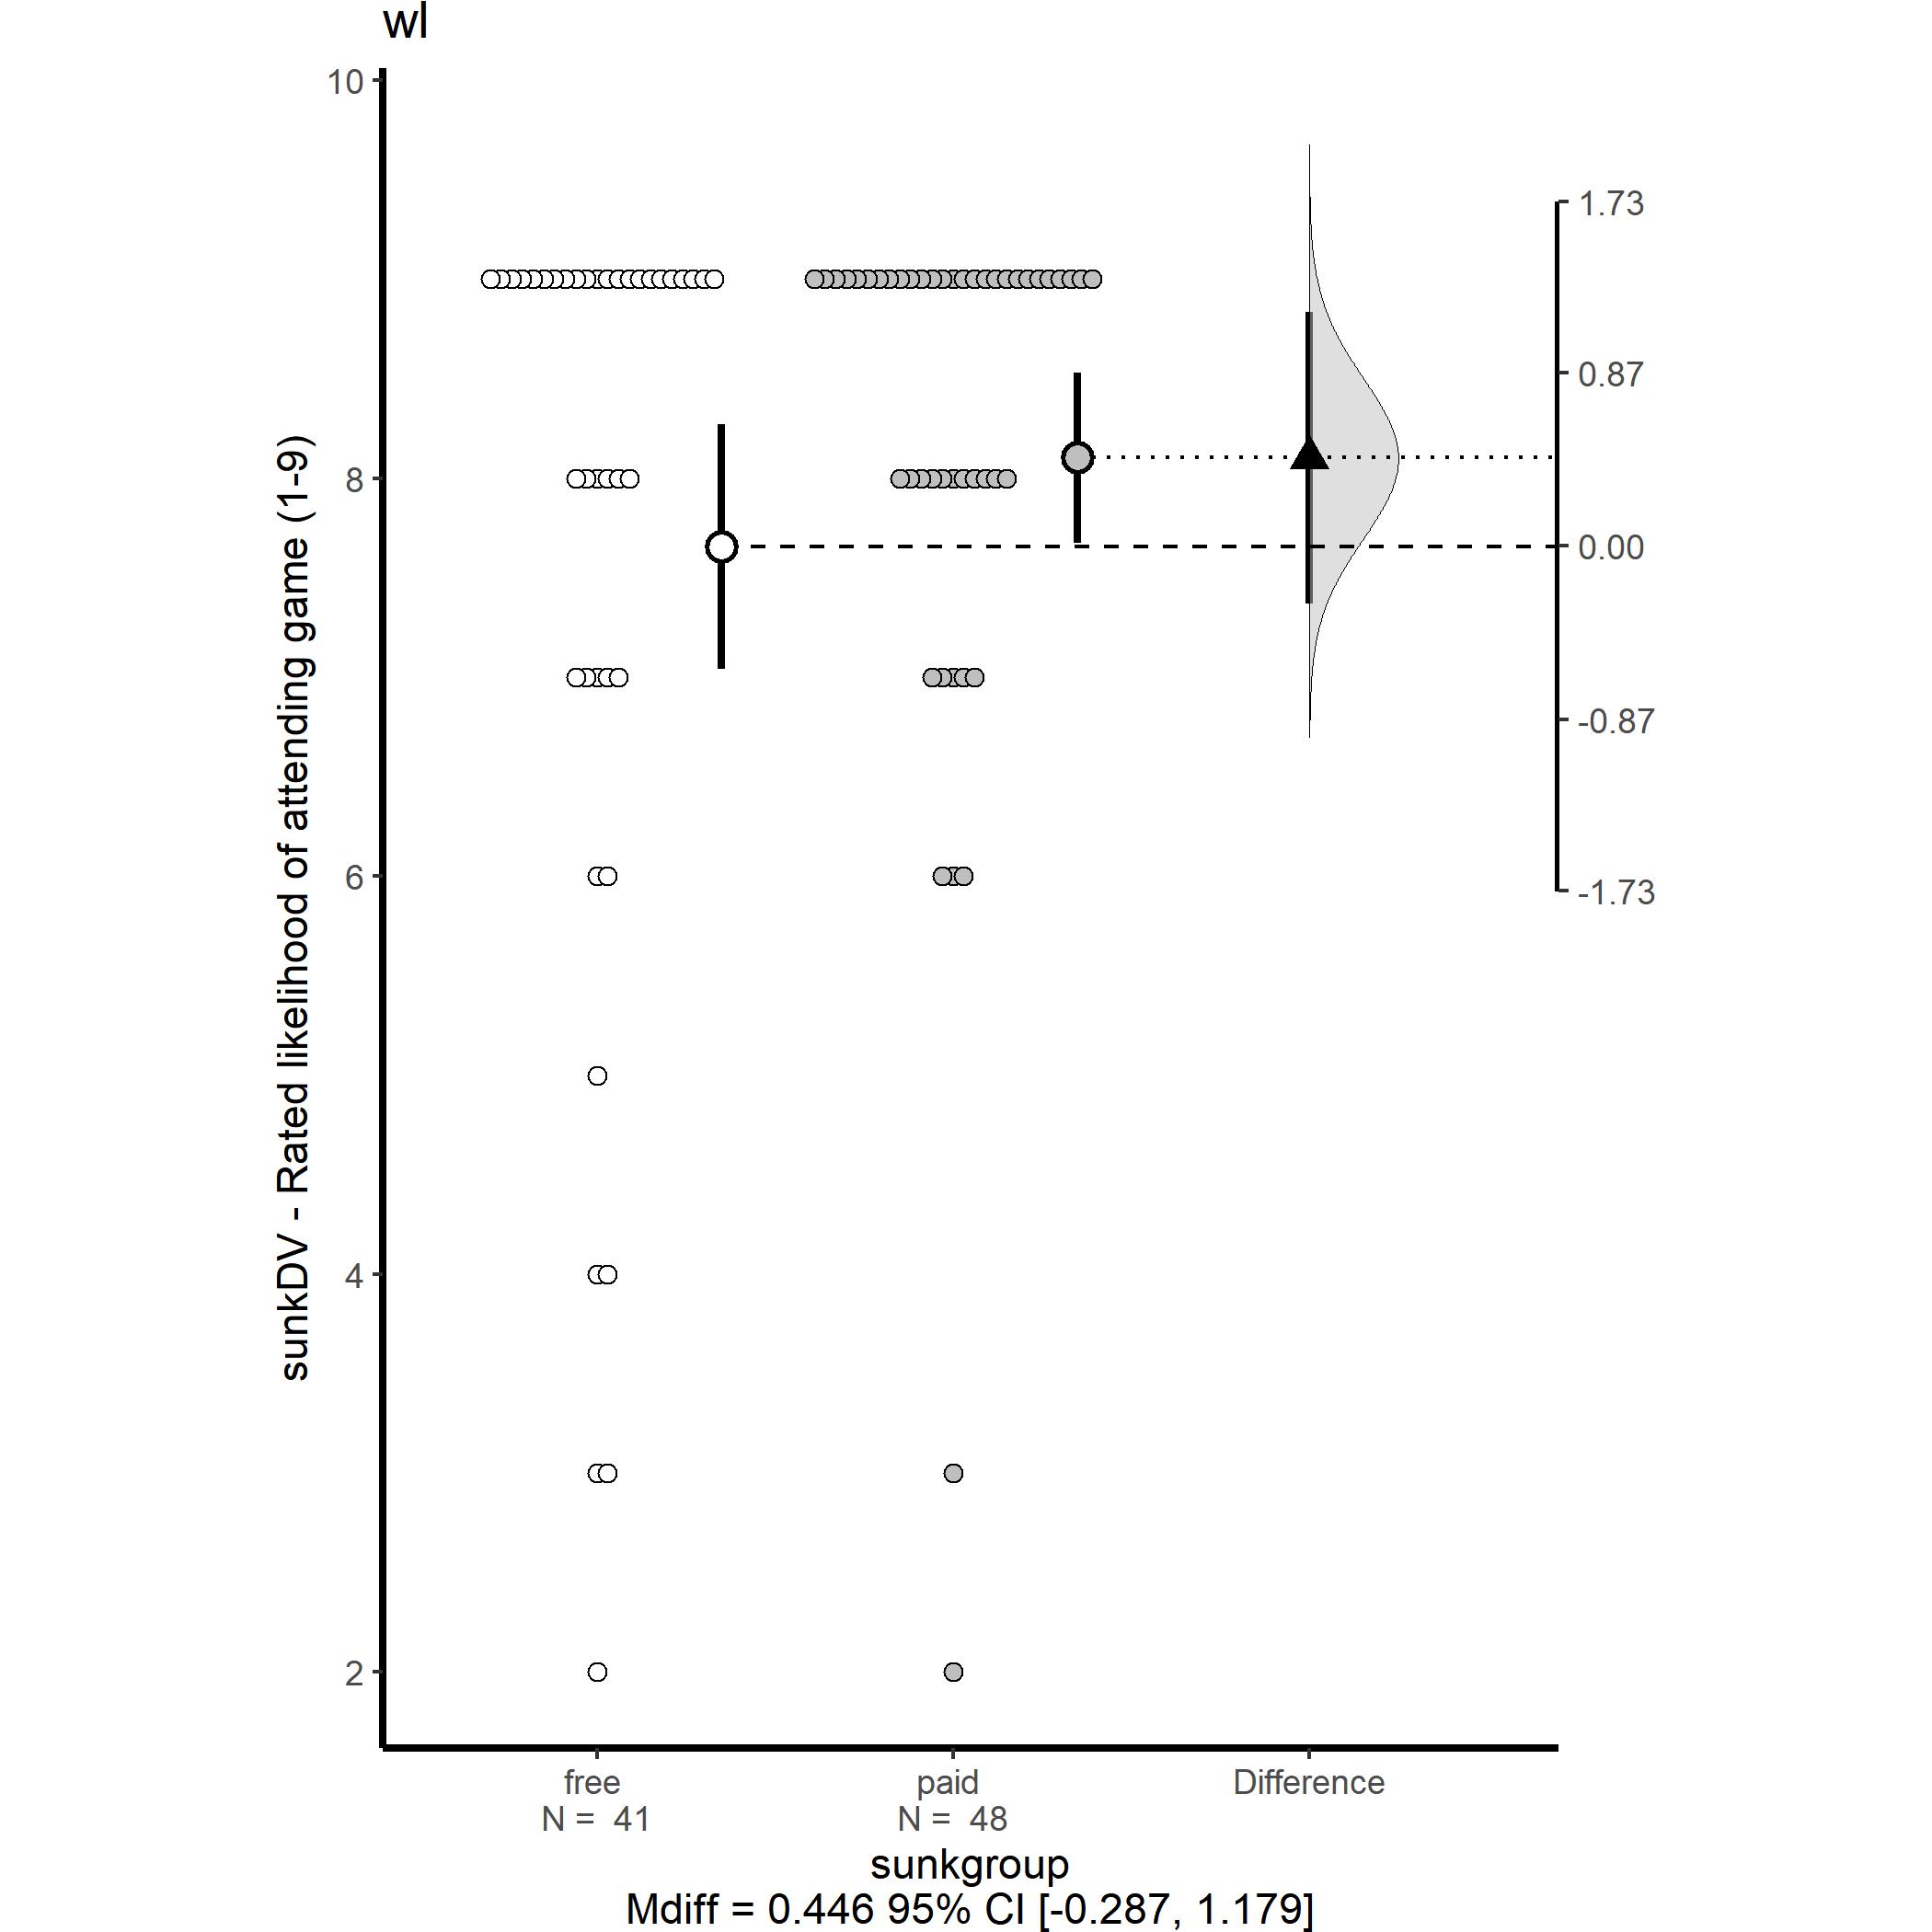 wl
10
8
6
4
2
sunkDV - Rated likelihood of attending game (1-9)
1.73
0.87
0.00
-0.87
-1.73
free
N =  41
paid
N =  48
Difference
sunkgroup
Mdiff = 0.446 95% CI [-0.287, 1.179]